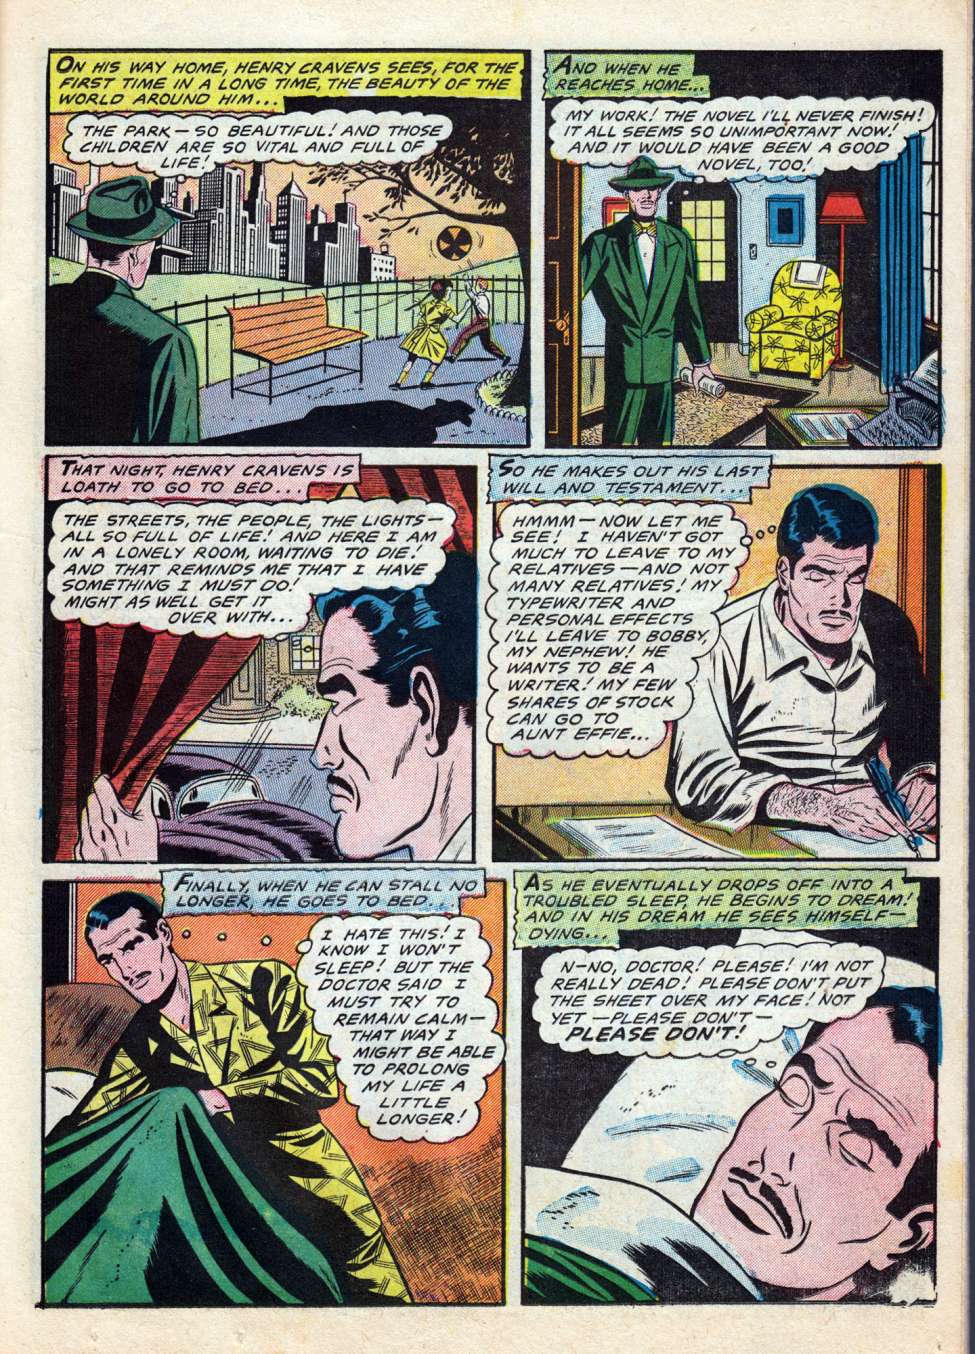 ON HIS WAY HOME, HENRY CRAVENS SEES, FOR THE
FIRST TIME IN A LONG TIME, THE BEAUTY OF THE
WORLD AROUND HIM...
THE PARK—SO BEAUTIFUL! AND THOSE
CHILDREN ARE SO VITAL AND FULL OF
LIFE!
AND WHEN HE
REACHES HOME...
MY WORK! THE NOVEL I'LL NEVER FINISH!
IT ALL SEEMS SO UNIMPORTANT NOW!
AND IT WOULD HAVE BEEN A GOOD
NOVEL, TOO!
THAT NIGHT, HENRY CRAVENS IS
LOATH TO GO TO BED...
THE STREETS, THE PEOPLE, THE LIGHTS—
ALL SO FULL OF LIFE! AND HERE I AM
IN A LONELY ROOM, WAITING TO DIE!
AND THAT REMINDS ME THAT I HAVE
SOMETHING I MUST DO!
MIGHT AS WELL GET IT
OVER WITH...
SO HE MAKES OUT HIS LAST
WILL AND TESTAMENT....
HMMM—NOW LET ME
SEE! I HAVEN'T GOT
MUCH TO LEAVE TO MY
RELATIVES—AND NOT
MANY RELATIVES! MY
TYPEWRITER AND
PERSONAL EFFECTS
I'LL LEAVE TO BOBBY,
MY NEPHEW! HE
WANTS TO BE A
WRITER! MY FEW
SHARES OF STOCK
CAN GO TO
AUNT EFFIE...
FINALLY, WHEN HE CAN STALL NO
LONGER, HE GOES TO BED...
I HATE THIS! I
KNOW I WON'T
SLEEP! BUT THE
DOCTOR SAID I
MUST TRY TO
REMAIN CALM—
THAT WAY I
MIGHT BE ABLE
TO PROLONG
MY LIFE A
LITTLE
LONGER!
AS HE EVENTUALLY DROPS OFF INTO A
TROUBLED SLEEP, HE BEGINS TO DREAM!
AND IN HIS DREAM HE SEES HIMSELF—
DYING...
N-NO, DOCTOR! PLEASE! I'M NOT
REALLY DEAD! PLEASE DON'T PUT
THE SHEET OVER MY FACE! NOT
YET—PLEASE DON'T—
PLEASE DON'T!